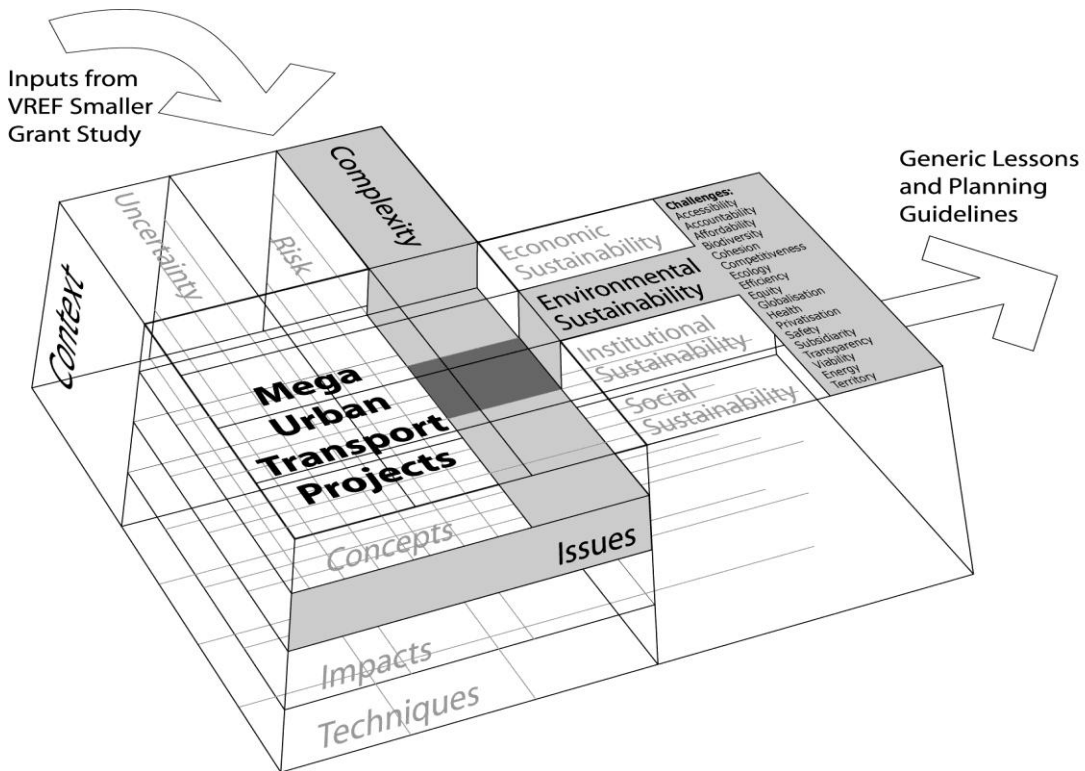 Inputs from
VREF Smaller
Grant Study
Complexity
Uncertainty
Risk
Context
Generic Lessons
and Planning
Guidelines
Challenges:
Accessibility
Accountability
Affordability
Biodiversity
Cohesion
Competitiveness
Ecology
Efficiency
Equity
Globalisation
Health
Privatisation
Safety
Subsidiarity
Transparency
Viability
Energy
Territory
Economic
Sustainability
Environmental
Sustainability
Institutional
Sustainability
Social
Sustainability
Mega
Urban
Transport
Projects
Concepts
Issues
Impacts
Techniques